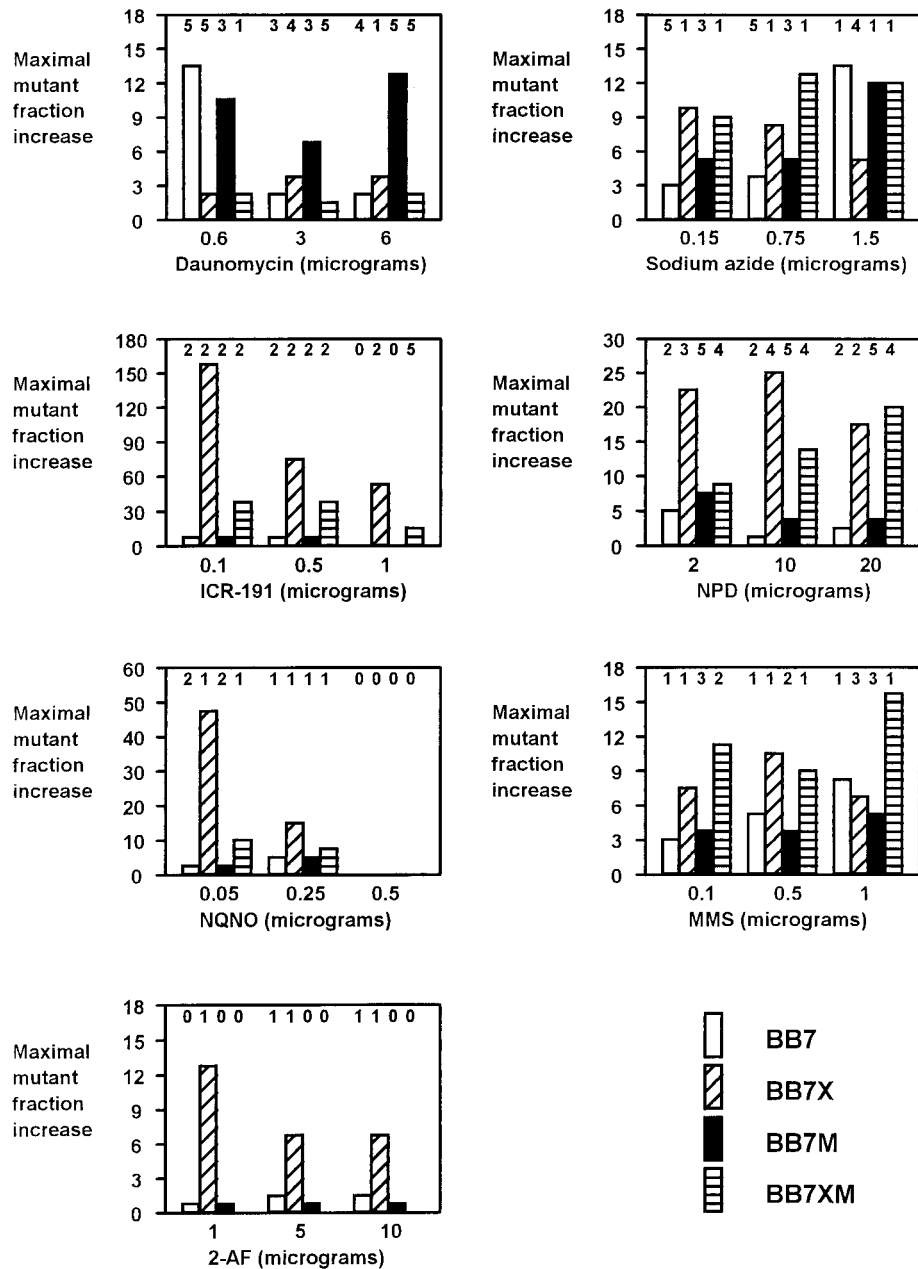 18
15
12
9
6
3
0
Maximal
mutant
fraction
increase
5 5 3 1 3 4 3 5 4 1 5 5
0.6 3 6
Daunomycin (micrograms)
18
15
12
9
6
3
0
Maximal
mutant
fraction
increase
5 1 3 1 5 1 3 1 1 4 1 1
0.15 0.75 1.5
Sodium azide (micrograms)
180
150
120
90
60
30
0
Maximal
mutant
fraction
increase
2 2 2 2 2 2 2 2 0 2 0 5
0.1 0.5 1
ICR-191 (micrograms)
30
25
20
15
10
5
0
Maximal
mutant
fraction
increase
2 3 5 4 2 4 5 4 2 2 5 4
2 10 20
NPD (micrograms)
60
50
40
30
20
10
0
Maximal
mutant
fraction
increase
2 1 2 1 1 1 1 1 0 0 0 0
0.05 0.25 0.5
NQNO (micrograms)
18
15
12
9
6
3
0
Maximal
mutant
fraction
increase
1 1 3 2 1 1 2 1 1 3 3 1
0.1 0.5 1
MMS (micrograms)
18
15
12
9
6
3
0
Maximal
mutant
fraction
increase
0 1 0 0 1 1 0 0 1 1 0 0
1 5 10
2-AF (micrograms)
BB7
BB7X
BB7M
BB7XM